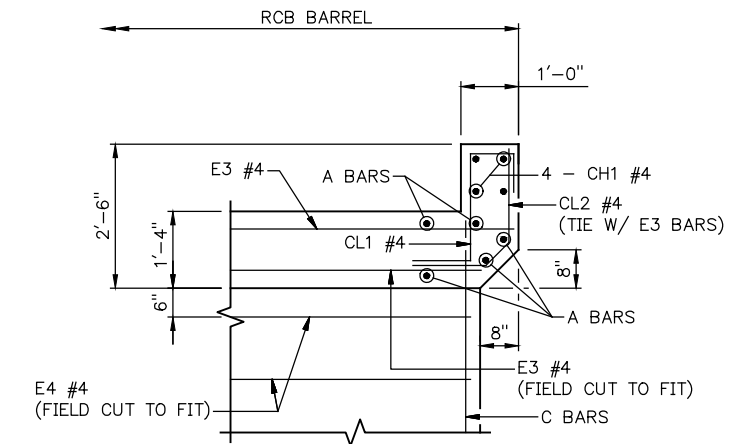 RCB BARREL
1'-0"
E3 #4
A BARS
4 - CH1 #4
CL2 #4
(TIE W/ E3 BARS)
2'-6"
1'-4"
CL1 #4
8"
6"
A BARS
8"
E3 #4
(FIELD CUT TO FIT)
E4 #4
(FIELD CUT TO FIT)
C BARS